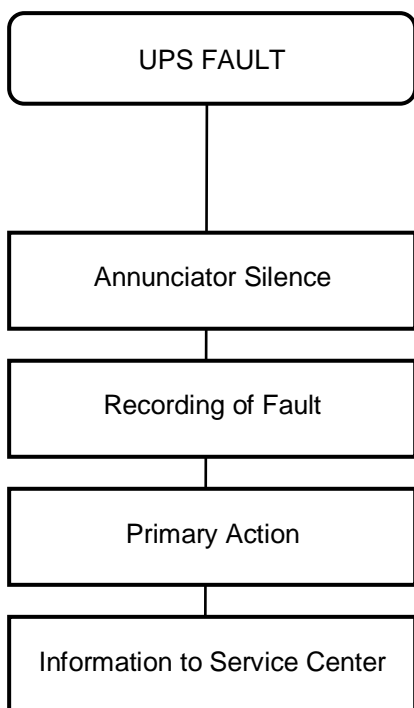 UPS FAULT
Annunciator Silence
Recording of Fault
Primary Action
Information to Service Center